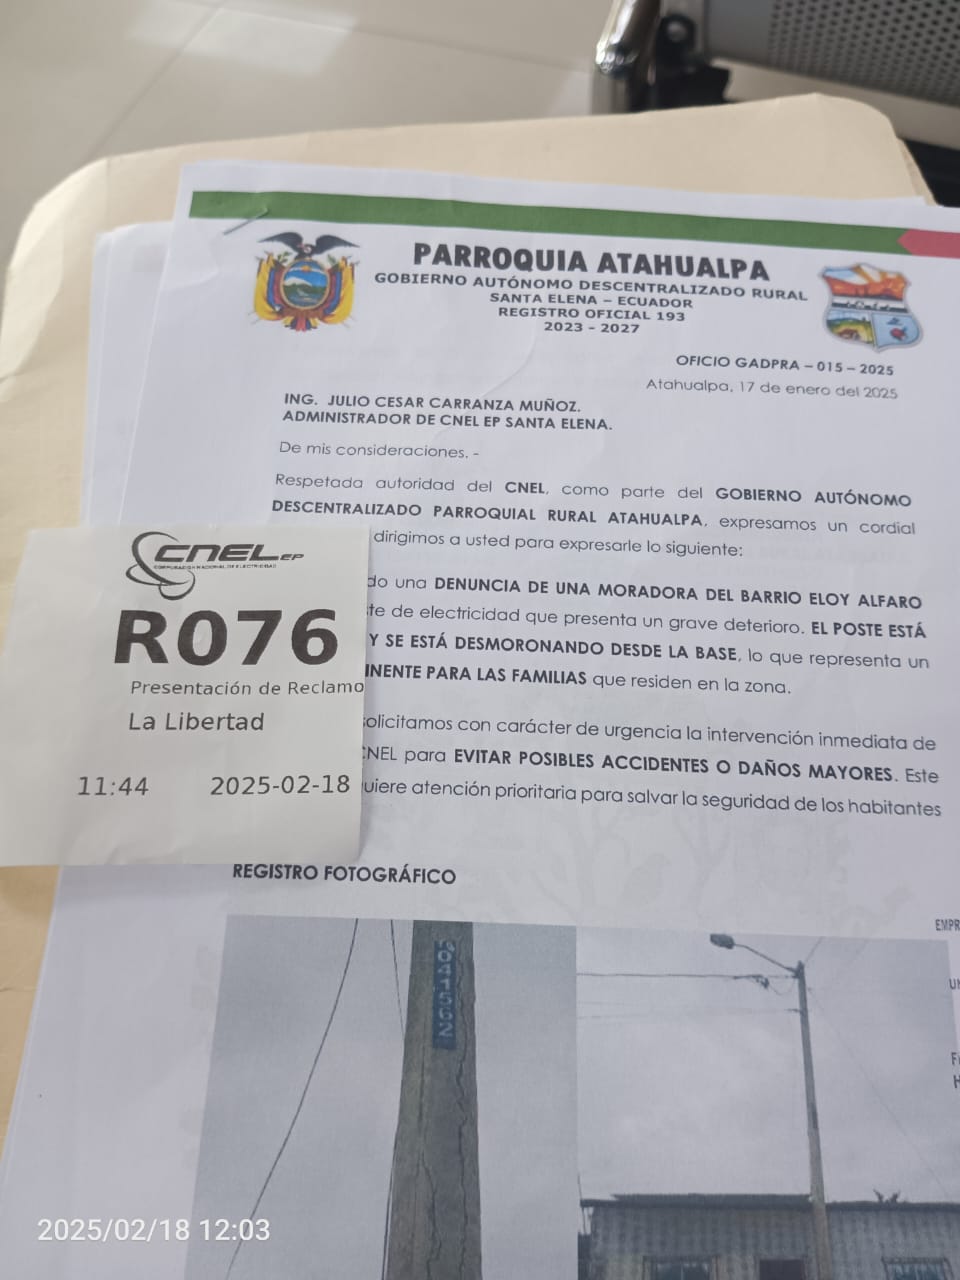 PARROQUIA ATAHUALPA
GOBIERNO AUTÓNOMO DESCENTRALIZADO RURAL
SANTA ELENA – ECUADOR
REGISTRO OFICIAL 193
2023 - 2027
OFICIO GADPRA – 015 – 2025
Atahualpa, 17 de enero del 2025
ING. JULIO CESAR CARRANZA MUÑOZ.
ADMINISTRADOR DE CNEL EP SANTA ELENA.
De mis consideraciones. -
Respetada autoridad del CNEL, como parte del GOBIERNO AUTÓNOMO
DESCENTRALIZADO PARROQUIAL RURAL ATAHUALPA, expresamos un cordial
dirigimos a usted para expresarle lo siguiente:
do una DENUNCIA DE UNA MORADORA DEL BARRIO ELOY ALFARO
te de electricidad que presenta un grave deterioro. EL POSTE ESTÁ
Y SE ESTÁ DESMORONANDO DESDE LA BASE, lo que representa un
INENTE PARA LAS FAMILIAS que residen en la zona.
olicitamos con carácter de urgencia la intervención inmediata de
CNEL para EVITAR POSIBLES ACCIDENTES O DAÑOS MAYORES. Este
uiere atención prioritaria para salvar la seguridad de los habitantes
CNEL EP
CORPORACIÓN NACIONAL DE ELECTRICIDAD
R076
Presentación de Reclamo
La Libertad
11:44 2025-02-18
REGISTRO FOTOGRÁFICO
041562
EMPR
2025/02/18 12:03